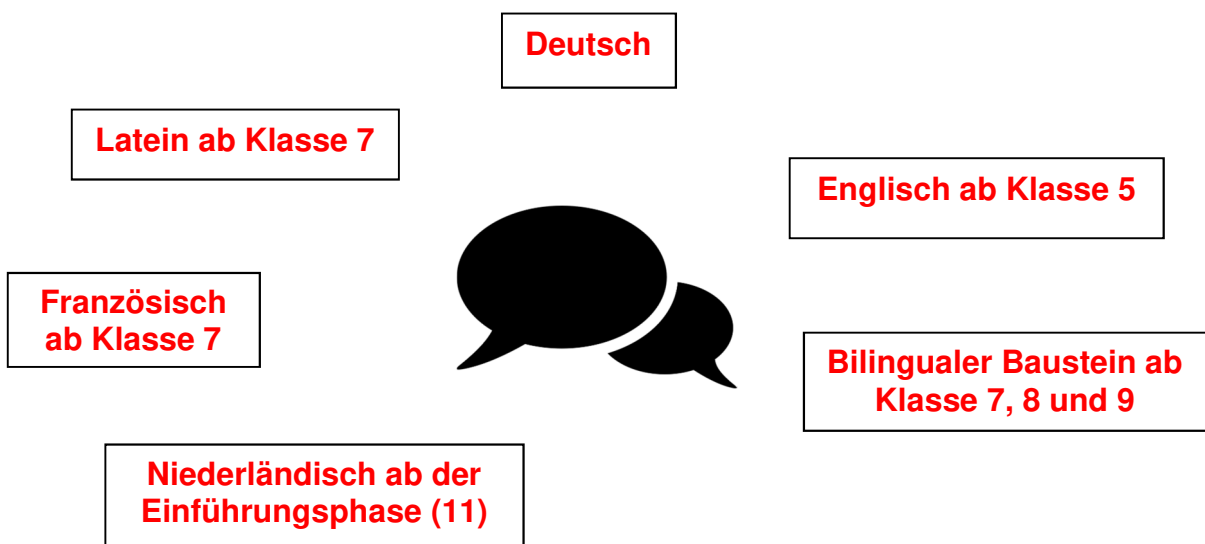 Deutsch
Latein ab Klasse 7
Englisch ab Klasse 5
Französisch
ab Klasse 7
Bilingualer Baustein ab
Klasse 7, 8 und 9
Niederländisch ab der
Einführungsphase (11)